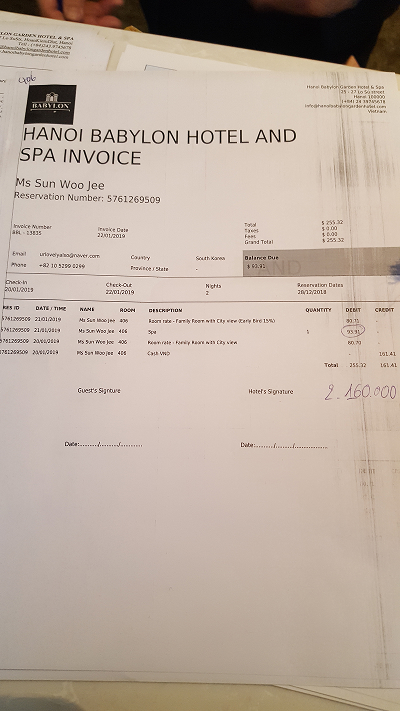 BABYLON
Hanoi Babylon Garden Hotel & Spa
25 - 27 Lo Su street
Hanoi 100000
(+84) 24 39745678
info@hanoibabylongardenhotel.com
Vietnam
HANOI BABYLON HOTEL AND
SPA INVOICE
Ms Sun Woo Jee
Reservation Number: 5761269509
Invoice Number
BBL - 13835
Invoice Date
22/01/2019
Total $ 255.32
Taxes $ 0.00
Fees $ 0.00
Grand Total $ 255.32
Email urlovelyalso@naver.com
Phone +82 10 5299 0299
Country South Korea
Province / State
Balance Due
$ 93.91
Check-In
20/01/2019
Check-Out
22/01/2019
Nights
2
Reservation Dates
28/12/2018
RES ID DATE / TIME NAME ROOM DESCRIPTION QUANTITY DEBIT CREDIT
5761269509 21/01/2019 Ms Sun Woo Jee 406 Room rate - Family Room with City view (Early Bird 15%) 80.71 -
5761269509 21/01/2019 Ms Sun Woo Jee 406 Spa 1 93.91 -
5761269509 20/01/2019 Ms Sun Woo Jee 406 Room rate - Family Room with City view 80.70 -
5761269509 20/01/2019 Ms Sun Woo Jee 406 Cash VND - 161.41
Total 255.32 161.41
Guest's Signture
Hotel's Signature
2.160.000
Date:........./........./.........
Date:........./........./.........